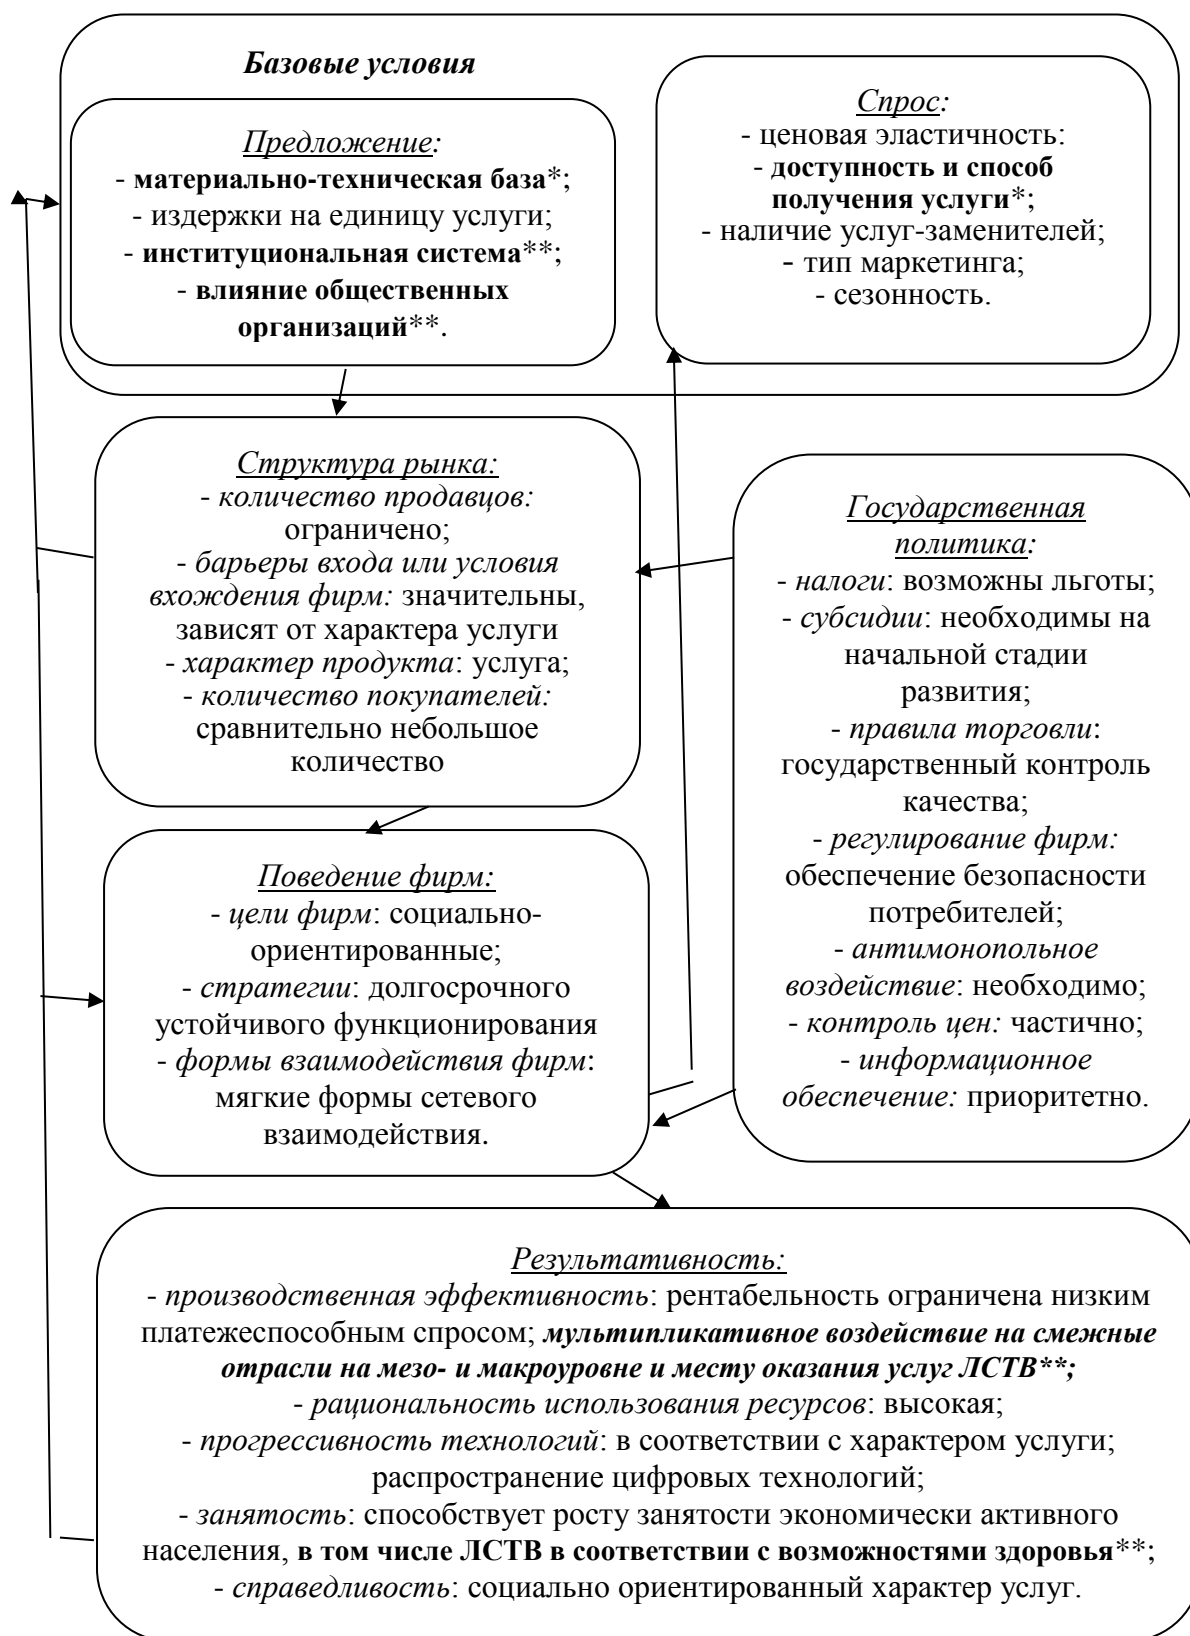 Базовые условия
Предложение:
- материально-техническая база*;
- издержки на единицу услуги;
- институциональная система**;
- влияние общественных
организаций**.
Спрос:
- ценовая эластичность:
- доступность и способ
получения услуги*;
- наличие услуг-заменителей;
- тип маркетинга;
- сезонность.
Структура рынка:
- количество продавцов:
ограничено;
- барьеры входа или условия
вхождения фирм: значительны,
зависят от характера услуги
- характер продукта: услуга;
- количество покупателей:
сравнительно небольшое
количество
Государственная
политика:
- налоги: возможны льготы;
- субсидии: необходимы на
начальной стадии
развития;
- правила торговли:
государственный контроль
качества;
- регулирование фирм:
обеспечение безопасности
потребителей;
- антимонопольное
воздействие: необходимо;
- контроль цен: частично;
- информационное
обеспечение: приоритетно.
Поведение фирм:
- цели фирм: социально-
ориентированные;
- стратегии: долгосрочного
устойчивого функционирования
- формы взаимодействия фирм:
мягкие формы сетевого
взаимодействия.
Результативность:
- производственная эффективность: рентабельность ограничена низким
платежеспособным спросом; мультипликативное воздействие на смежные
отрасли на мезо- и макроуровне и месту оказания услуг ЛСТВ**;
- рациональность использования ресурсов: высокая;
- прогрессивность технологий: в соответствии с характером услуги;
распространение цифровых технологий;
- занятость: способствует росту занятости экономически активного
населения, в том числе ЛСТВ в соответствии с возможностями здоровья**;
- справедливость: социально ориентированный характер услуг.